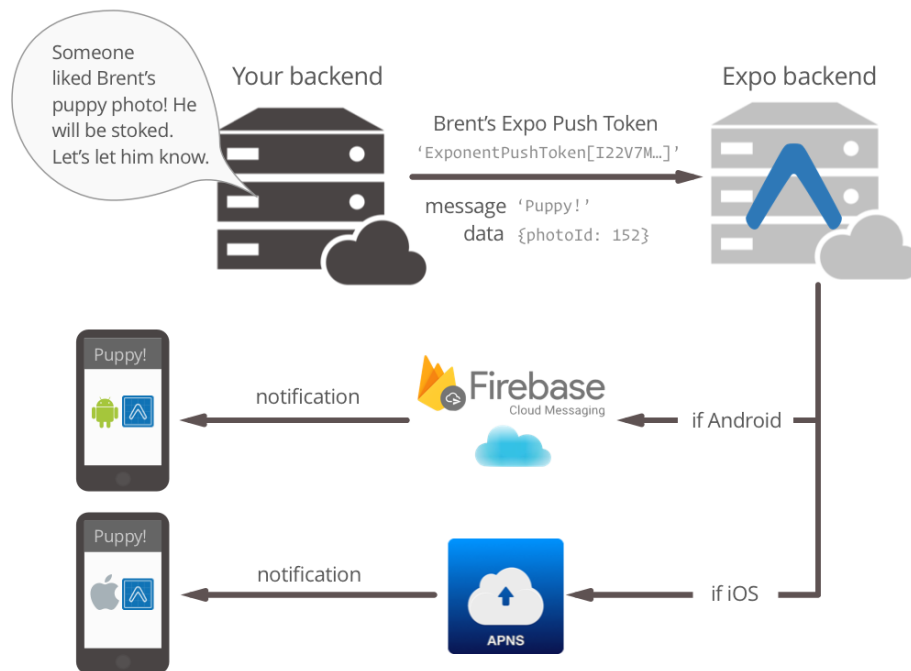 Someone
liked Brent’s
puppy photo! He
will be stoked.
Let’s let him know.
Your backend
Expo backend
Brent’s Expo Push Token
‘ExponentPushToken[I22V7M…]’
message ‘Puppy!’
data {photoId: 152}
Puppy!
notification
Firebase
Cloud Messaging
if Android
Puppy!
notification
APNS
if iOS